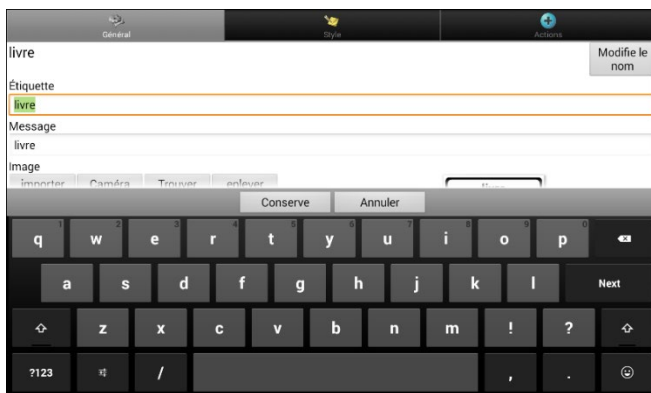 Général Style Actions
livre
Modifie le
nom
Étiquette
livre
Message
livre
Image
importer Caméra Trouver enlever
Conserve Annuler
1 2 3 4 5 6 7 8 9 0
q w e r t y u i o p
a s d f g h j k l Next
z x c v b n m ! ?
?123 / , .